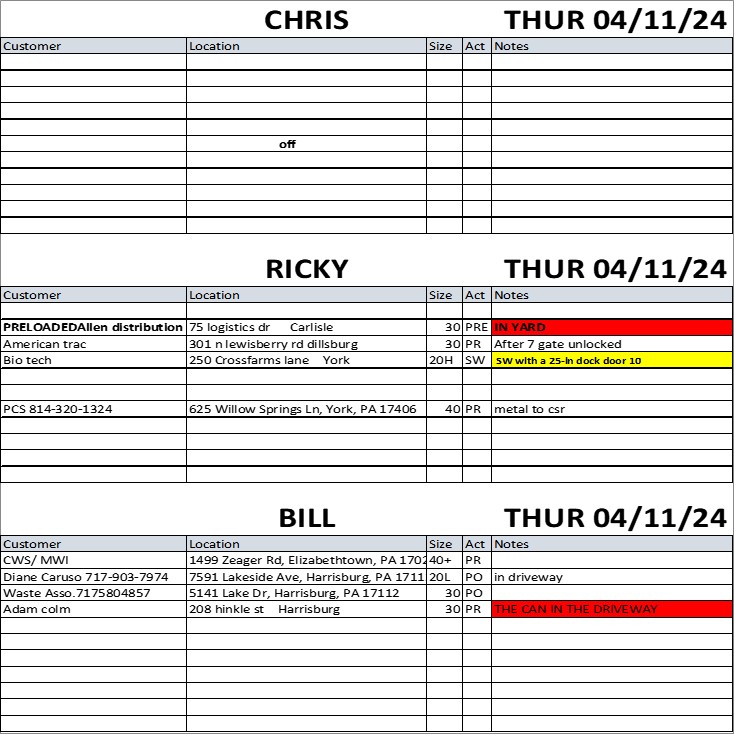 CHRIS THUR 04/11/24
Customer Location Size Act Notes
off
RICKY THUR 04/11/24
Customer Location Size Act Notes
PRELOADEDAllen distribution 75 logistics dr Carlisle 30 PRE IN YARD
American trac 301 n lewisberry rd dillsburg 30 PR After 7 gate unlocked
Bio tech 250 Crossfarms lane York 20H SW SW with a 25-In dock door 10
PCS 814-320-1324 625 Willow Springs Ln, York, PA 17406 40 PR metal to csr
BILL THUR 04/11/24
Customer Location Size Act Notes
CWS/ MWI 1499 Zeager Rd, Elizabethtown, PA 1702 40+ PR
Diane Caruso 717-903-7974 7591 Lakeside Ave, Harrisburg, PA 1711 20L PO in driveway
Waste Asso.7175804857 5141 Lake Dr, Harrisburg, PA 17112 30 PO
Adam colm 208 hinkle st Harrisburg 30 PR THE CAN IN THE DRIVEWAY